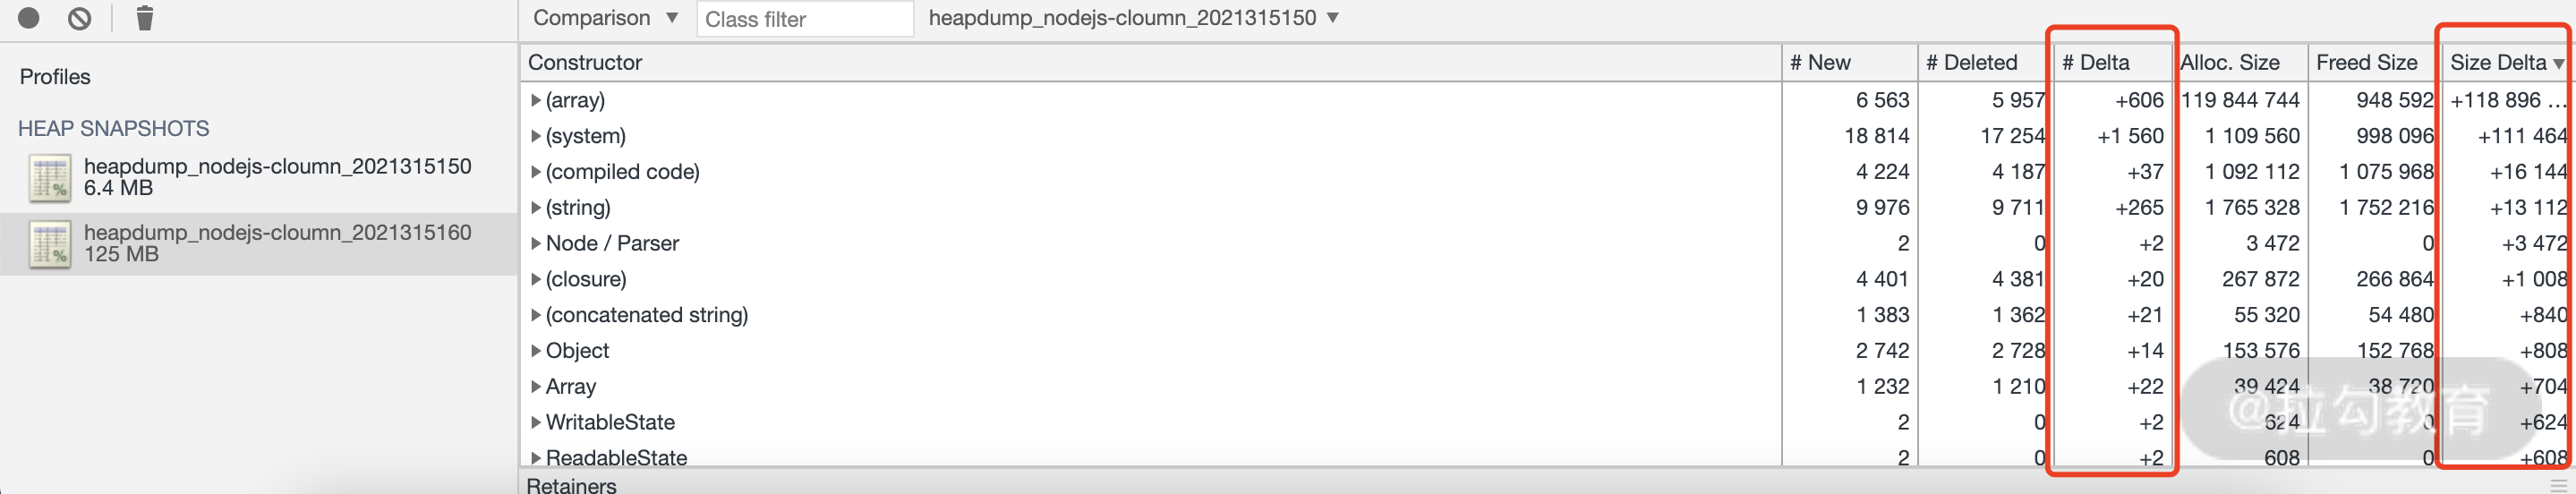 Comparison ▼ Class filter heapdump_nodejs-cloumn_2021315150 ▼
Profiles
HEAP SNAPSHOTS
heapdump_nodejs-cloumn_2021315150
6.4 MB
heapdump_nodejs-cloumn_2021315160
125 MB
Constructor # New # Deleted # Delta Alloc. Size Freed Size Size Delta ▼
(array) 6 563 5 957 +606 119 844 744 948 592 +118 896 …
(system) 18 814 17 254 +1 560 1 109 560 998 096 +111 464
(compiled code) 4 224 4 187 +37 1 092 112 1 075 968 +16 144
(string) 9 976 9 711 +265 1 765 328 1 752 216 +13 112
Node / Parser 2 0 +2 3 472 0 +3 472
(closure) 4 401 4 381 +20 267 872 266 864 +1 008
(concatenated string) 1 383 1 362 +21 55 320 54 480 +840
Object 2 742 2 728 +14 153 576 152 768 +808
Array 1 232 1 210 +22 39 424 38 720 +704
WritableState 2 0 +2 624 0 +624
ReadableState 2 0 +2 608 0 +608
Retainers
@拉勾教育